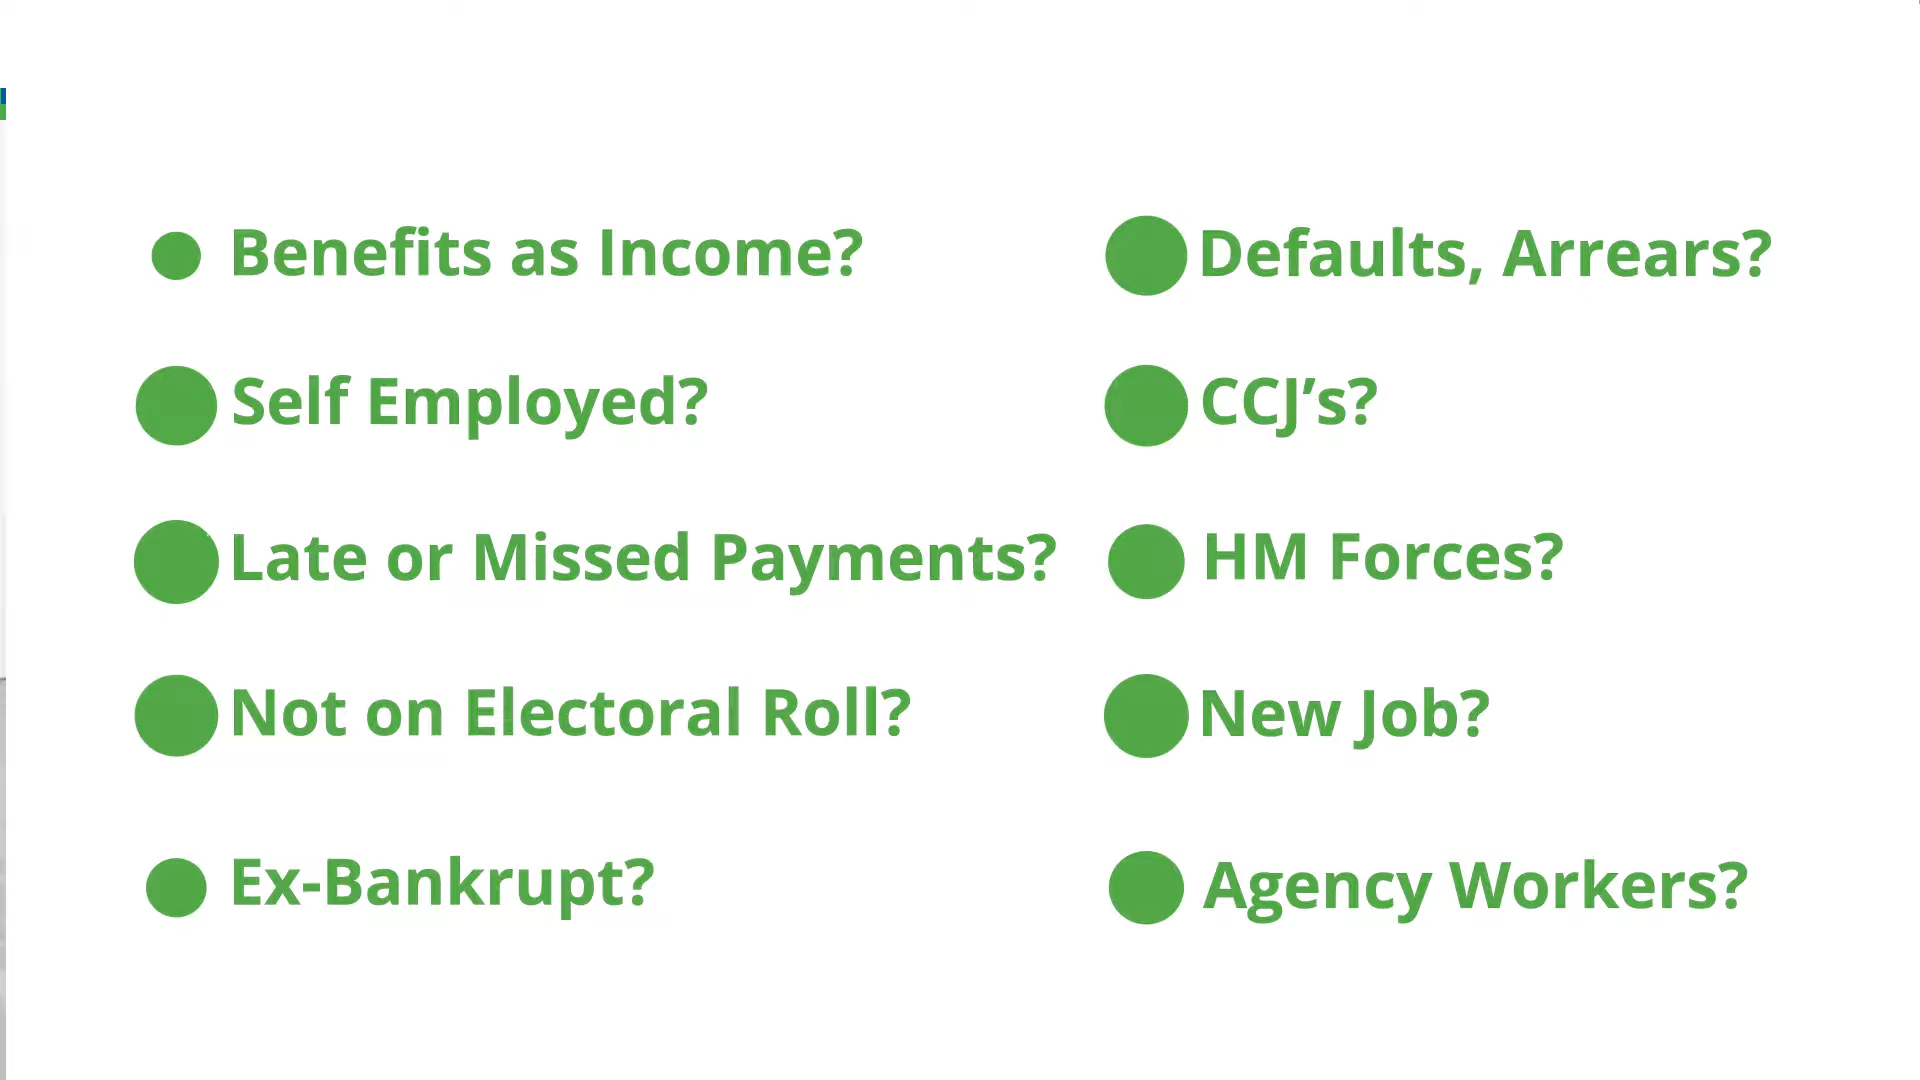 Benefits as Income?
Self Employed?
Late or Missed Payments?
Not on Electoral Roll?
Ex-Bankrupt?
Defaults, Arrears?
CCJ’s?
HM Forces?
New Job?
Agency Workers?